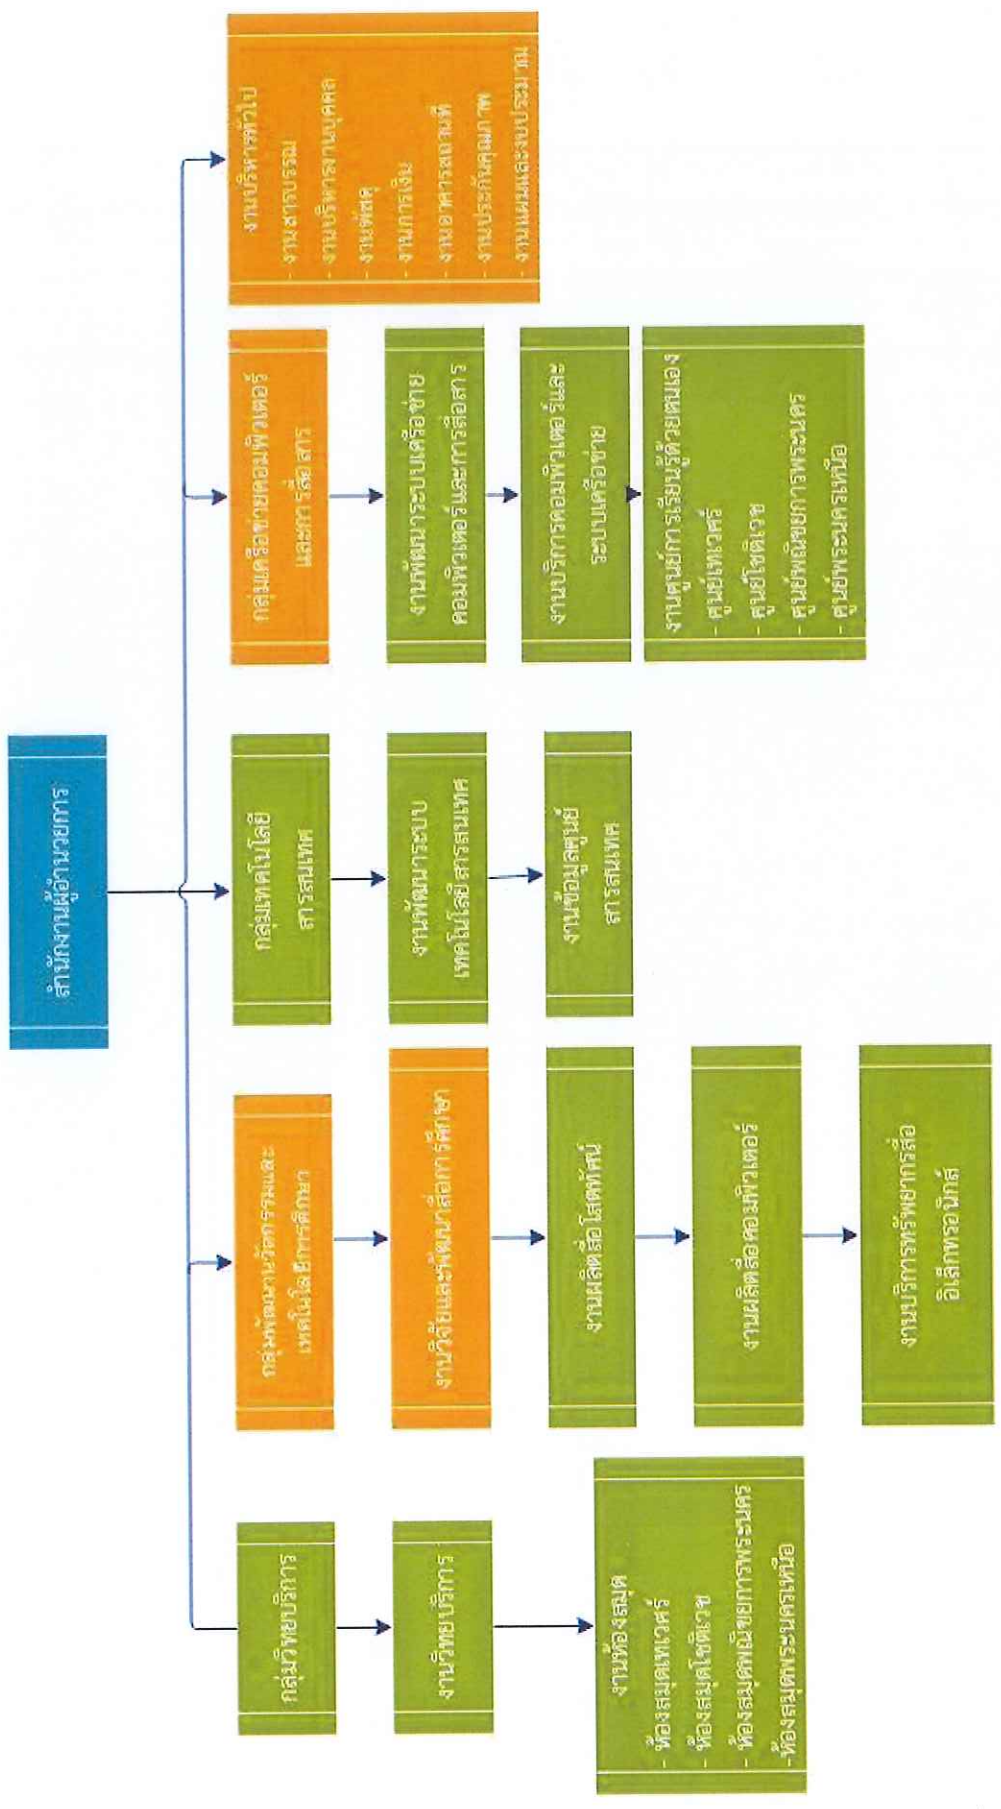 สำนักงานผู้อำนวยการ
กลุ่มวิทยบริการ
งานวิทยบริการ
งานห้องสมุด
- ห้องสมุดเทเวศร์
- ห้องสมุดโชติเวช
- ห้องสมุดพณิชยการพระนคร
- ห้องสมุดพระนครเหนือ
กลุ่มพัฒนานวัตกรรมและ
เทคโนโลยีการศึกษา
งานวิจัยและพัฒนาสื่อการศึกษา
งานผลิตสื่อโสตทัศน์
งานผลิตสื่อคอมพิวเตอร์
งานบริการทรัพยากรสื่อ
อิเล็กทรอนิกส์
กลุ่มเทคโนโลยี
สารสนเทศ
งานพัฒนาระบบ
เทคโนโลยีสารสนเทศ
งานข้อมูลศูนย์
สารสนเทศ
กลุ่มเครือข่ายคอมพิวเตอร์
และการสื่อสาร
งานพัฒนาระบบเครือข่าย
คอมพิวเตอร์และการสื่อสาร
งานบริการคอมพิวเตอร์และ
ระบบเครือข่าย
งานศูนย์การเรียนรู้ด้วยตนเอง
- ศูนย์เทเวศร์
- ศูนย์โชติเวช
- ศูนย์พณิชยการพระนคร
- ศูนย์พระนครเหนือ
งานบริหารทั่วไป
- งานสารบรรณ
- งานบริหารงานบุคคล
- งานพัสดุ
- งานการเงิน
- งานอาคารสถานที่
- งานประกันคุณภาพ
- งานแผนและงบประมาณ